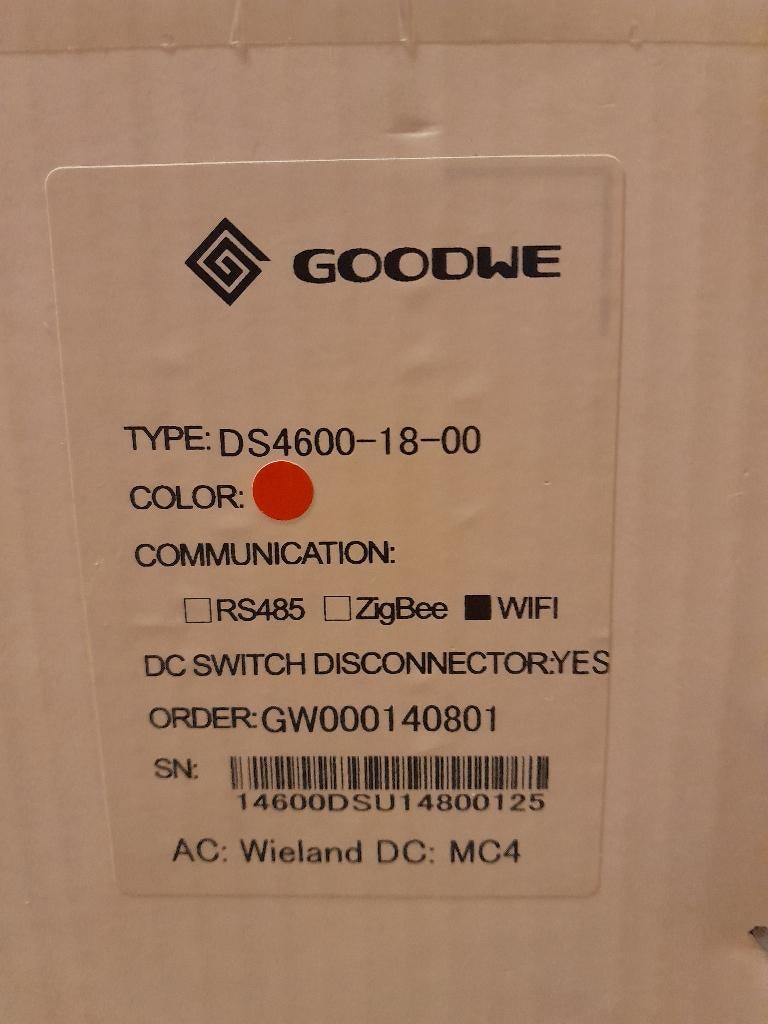 GOODWE
TYPE: DS4600-18-00
COLOR:
COMMUNICATION:
RS485 ZigBee WIFI
DC SWITCH DISCONNECTOR:YES
ORDER:GW000140801
SN:
14600DSU14800125
AC: Wieland DC: MC4